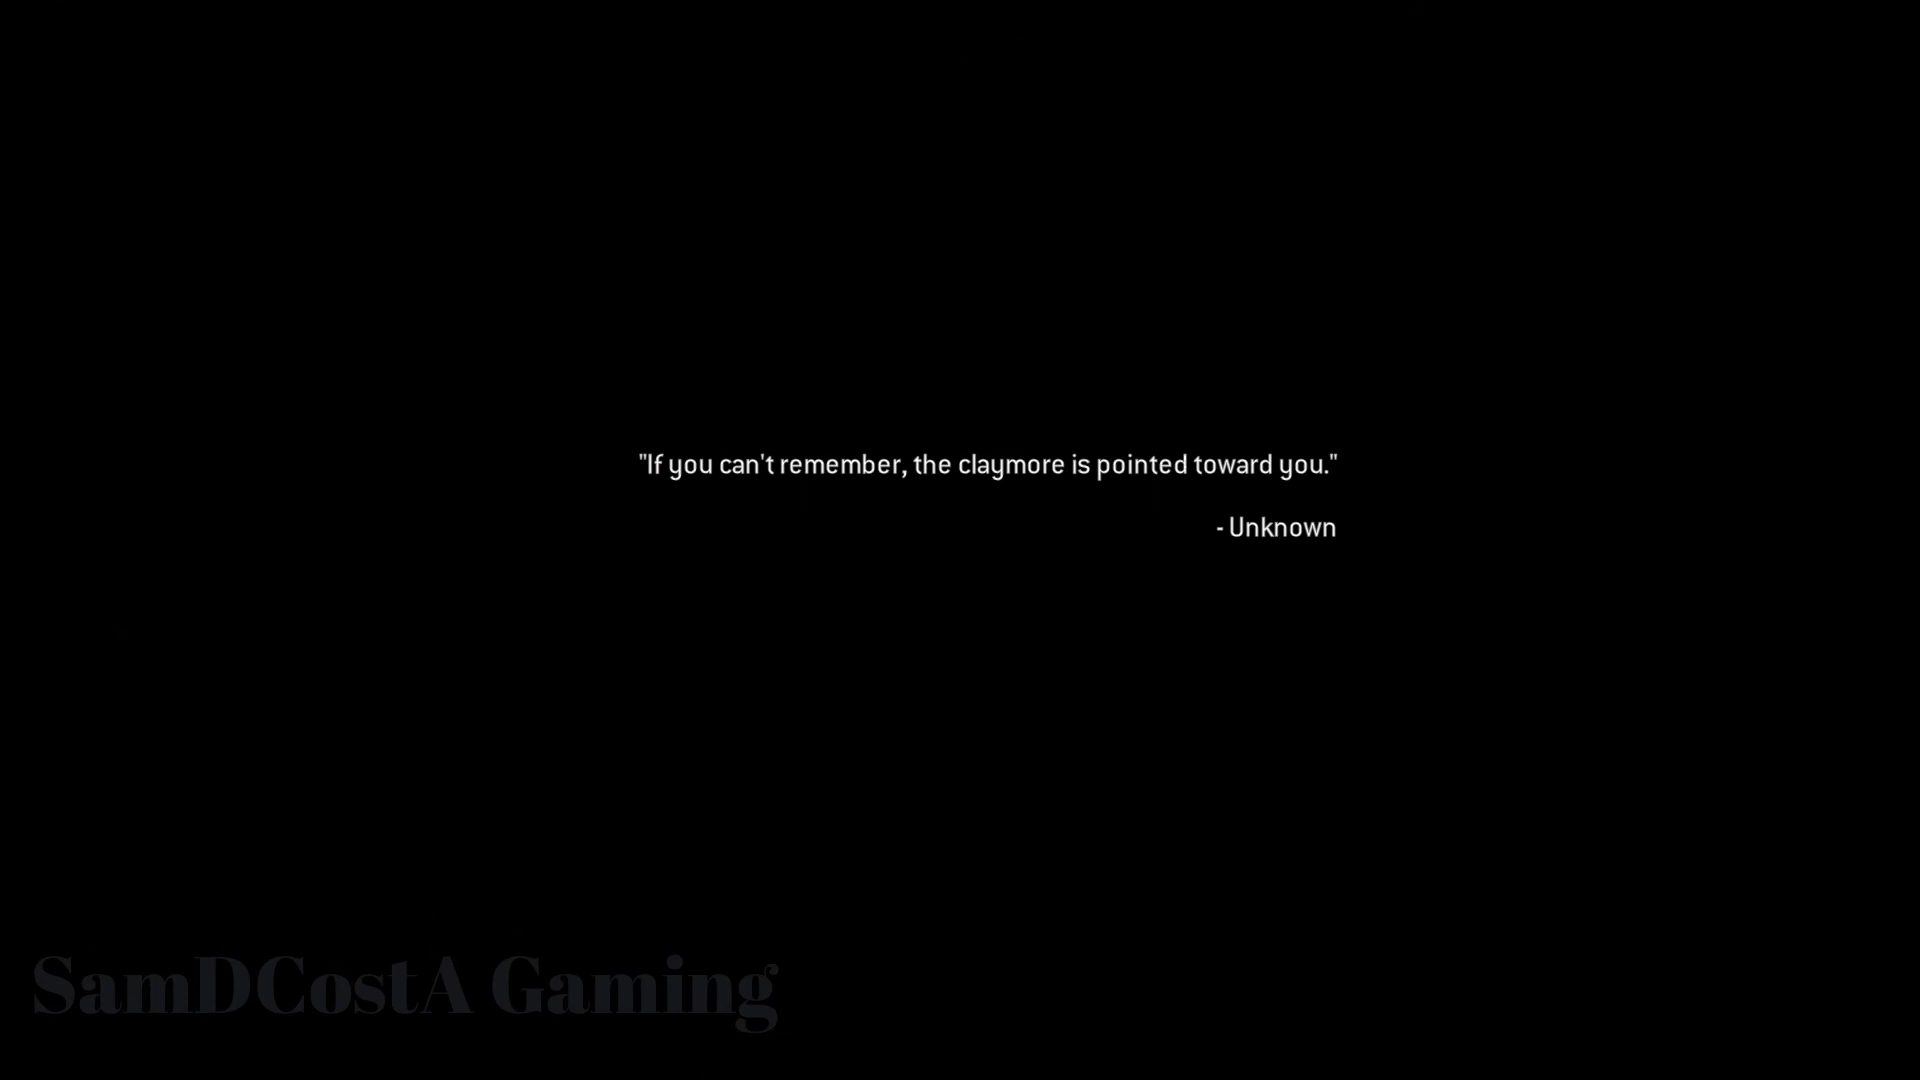 "If you can't remember, the claymore is pointed toward you."
- Unknown
SamDCostA Gaming